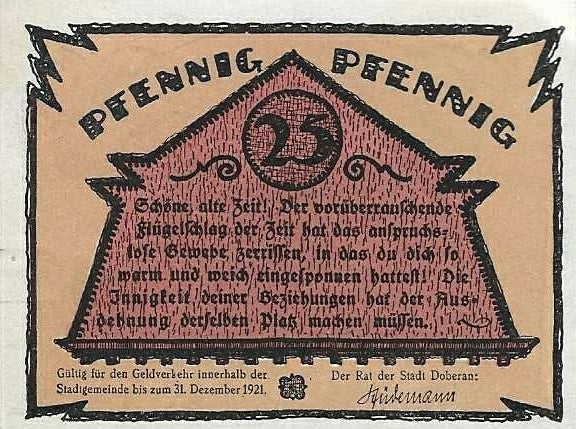 PFENNIG PFENNIG
25
Schöne, alte Zeit! Der vorüberrauschende
Flügelschlag der Zeit hat das anspruchs-
lose Gewebe zerrissen, in das du dich so
warm und weich eingesponnen hattest! Die
Innigkeit deiner Beziehungen hat der Aus-
dehnung derselben Platz machen müssen.
Gültig für den Geldverkehr innerhalb der
Stadtgemeinde bis zum 31. Dezember 1921.
Der Rat der Stadt Doberan: